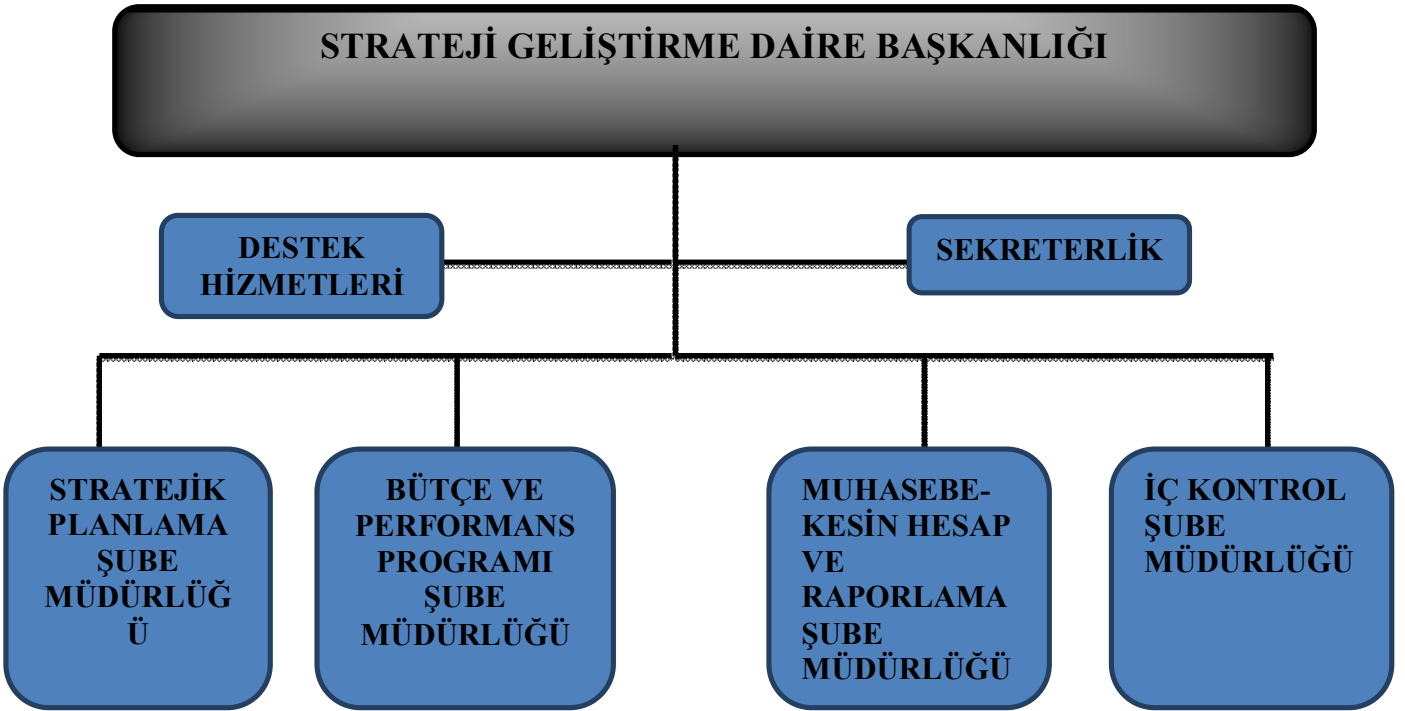 STRATEJİ GELİŞTİRME DAİRE BAŞKANLIĞI
DESTEK
HİZMETLERİ
SEKRETERLİK
STRATEJİK
PLANLAMA
ŞUBE
MÜDÜRLÜĞ
Ü
BÜTÇE VE
PERFORMANS
PROGRAMI
ŞUBE
MÜDÜRLÜĞÜ
MUHASEBE-
KESİN HESAP
VE
RAPORLAMA
ŞUBE
MÜDÜRLÜĞÜ
İÇ KONTROL
ŞUBE
MÜDÜRLÜĞÜ